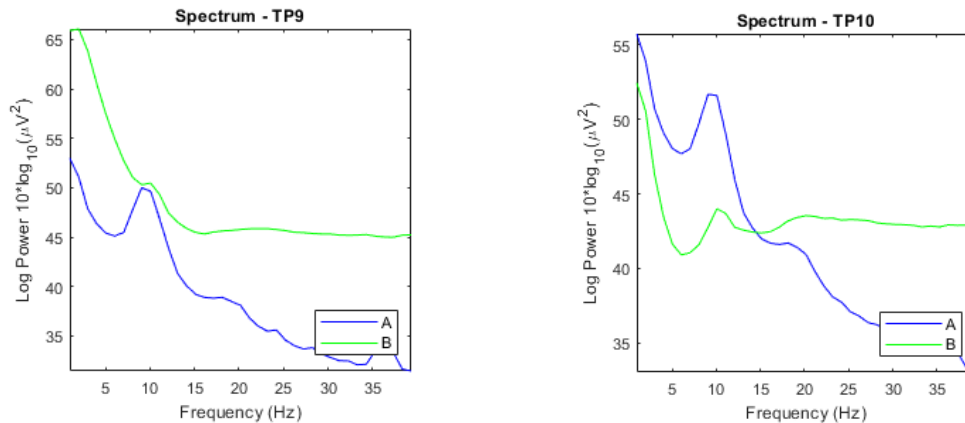 Spectrum - TP9
Log Power 10*log10(μV2)
65
60
55
50
45
40
35
5 10 15 20 25 30 35
Frequency (Hz)
A
B
Spectrum - TP10
Log Power 10*log10(μV2)
55
50
45
40
35
5 10 15 20 25 30 35
Frequency (Hz)
A
B